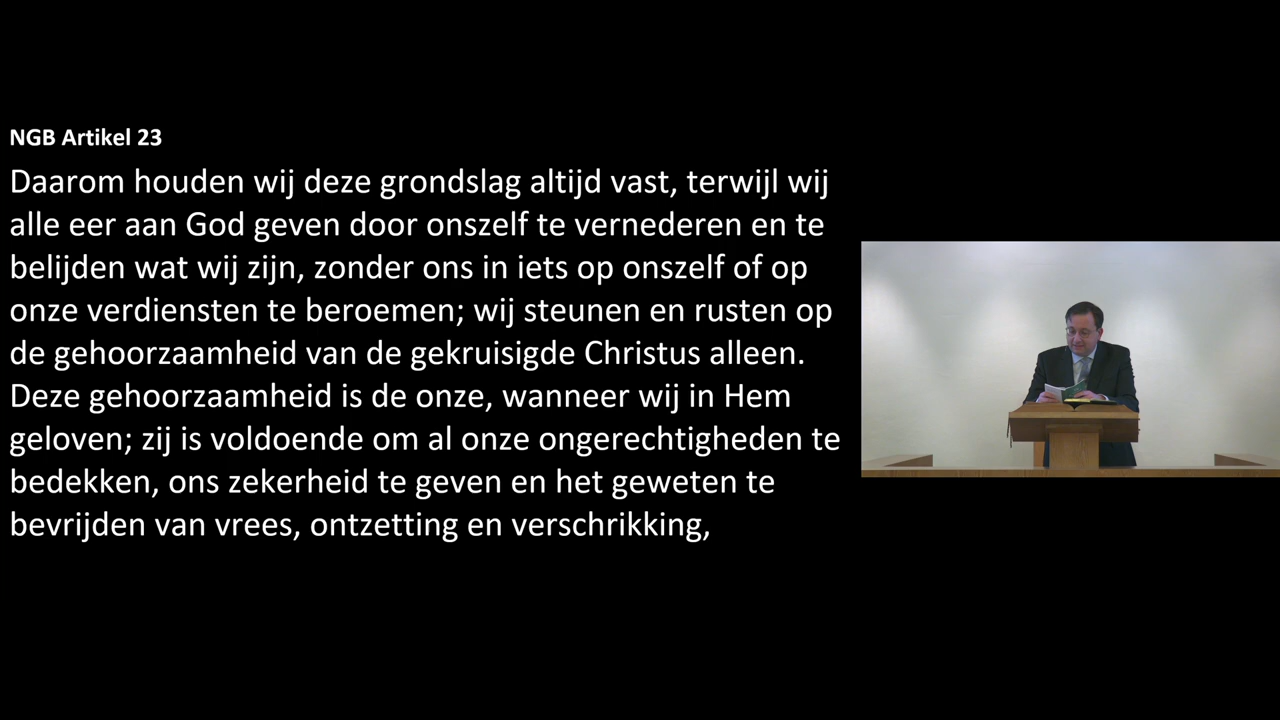 NGB Artikel 23
Daarom houden wij deze grondslag altijd vast, terwijl wij
alle eer aan God geven door onszelf te vernederen en te
belijden wat wij zijn, zonder ons in iets op onszelf of op
onze verdiensten te beroemen; wij steunen en rusten op
de gehoorzaamheid van de gekruisigde Christus alleen.
Deze gehoorzaamheid is de onze, wanneer wij in Hem
geloven; zij is voldoende om al onze ongerechtigheden te
bedekken, ons zekerheid te geven en het geweten te
bevrijden van vrees, ontzetting en verschrikking,